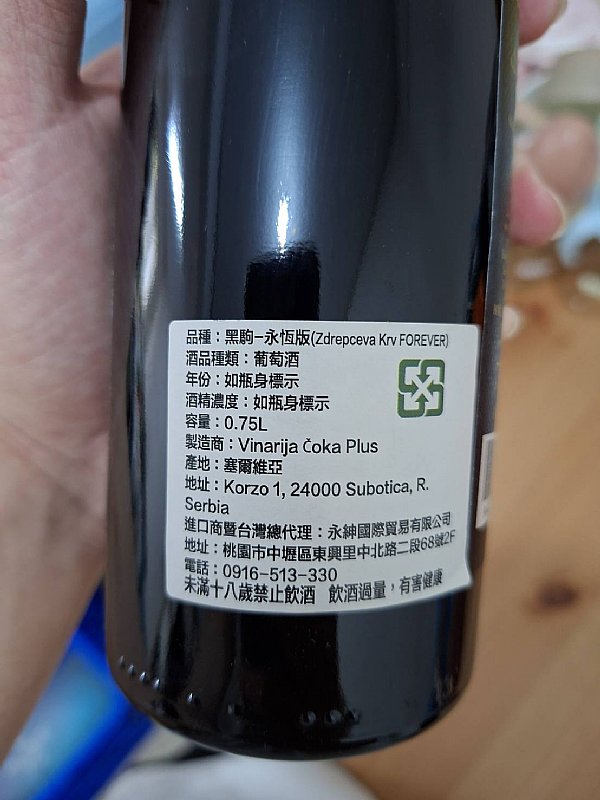 品種：黑駒–永恆版(Zdrepceva Krv FOREVER)
酒品種類：葡萄酒
年份：如瓶身標示
酒精濃度：如瓶身標示
容量：0.75L
製造商：Vinarija Čoka Plus
產地：塞爾維亞
地址：Korzo 1, 24000 Subotica, R.
Serbia
進口商暨台灣總代理：永紳國際貿易有限公司
地址：桃園市中壢區東興里中北路二段68號2F
電話：0916-513-330
未滿十八歲禁止飲酒 飲酒過量，有害健康